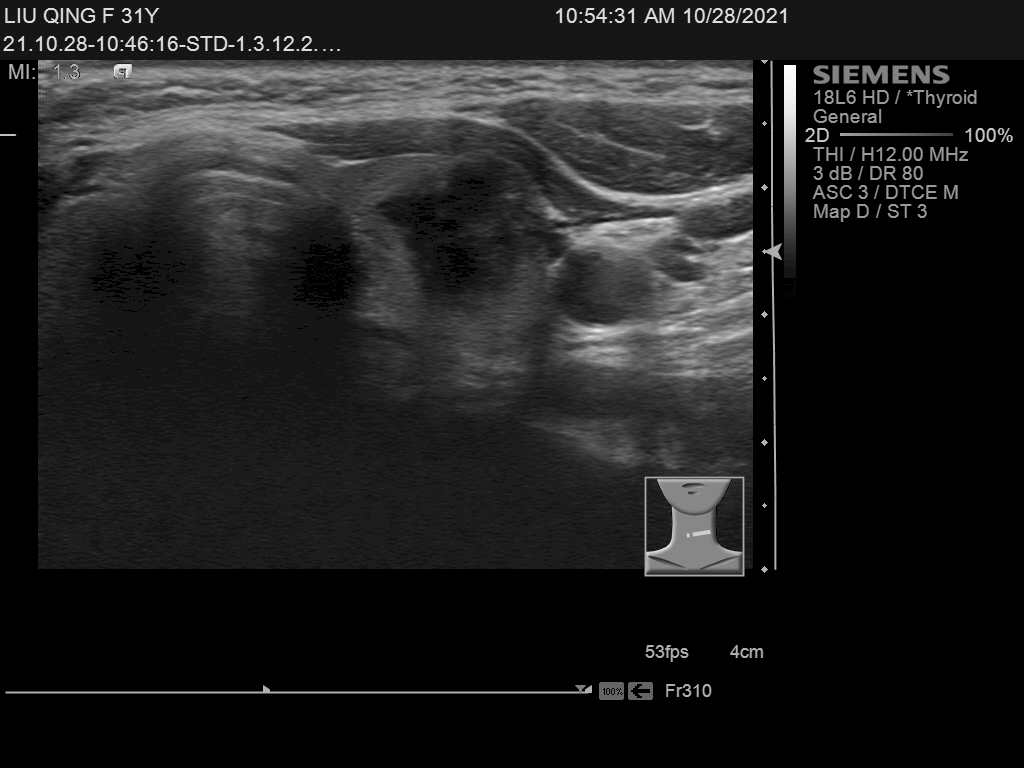 LIU QING F 31Y
10:54:31 AM 10/28/2021
21.10.28-10:46:16-STD-1.3.12.2....
MI: 1.3
SIEMENS
18L6 HD / *Thyroid
General
2D 100%
THI / H12.00 MHz
3 dB / DR 80
ASC 3 / DTCE M
Map D / ST 3
53fps 4cm
100% Fr310